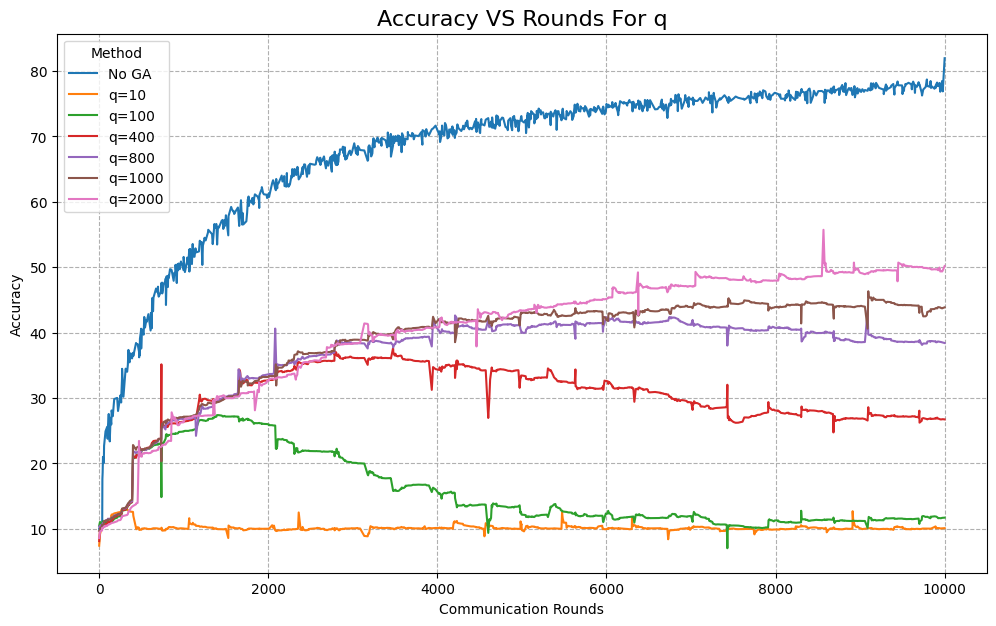 Accuracy VS Rounds For q
Method
No GA
q=10
q=100
q=400
q=800
q=1000
q=2000
Accuracy
80
70
60
50
40
30
20
10
0
2000
4000
6000
8000
10000
Communication Rounds